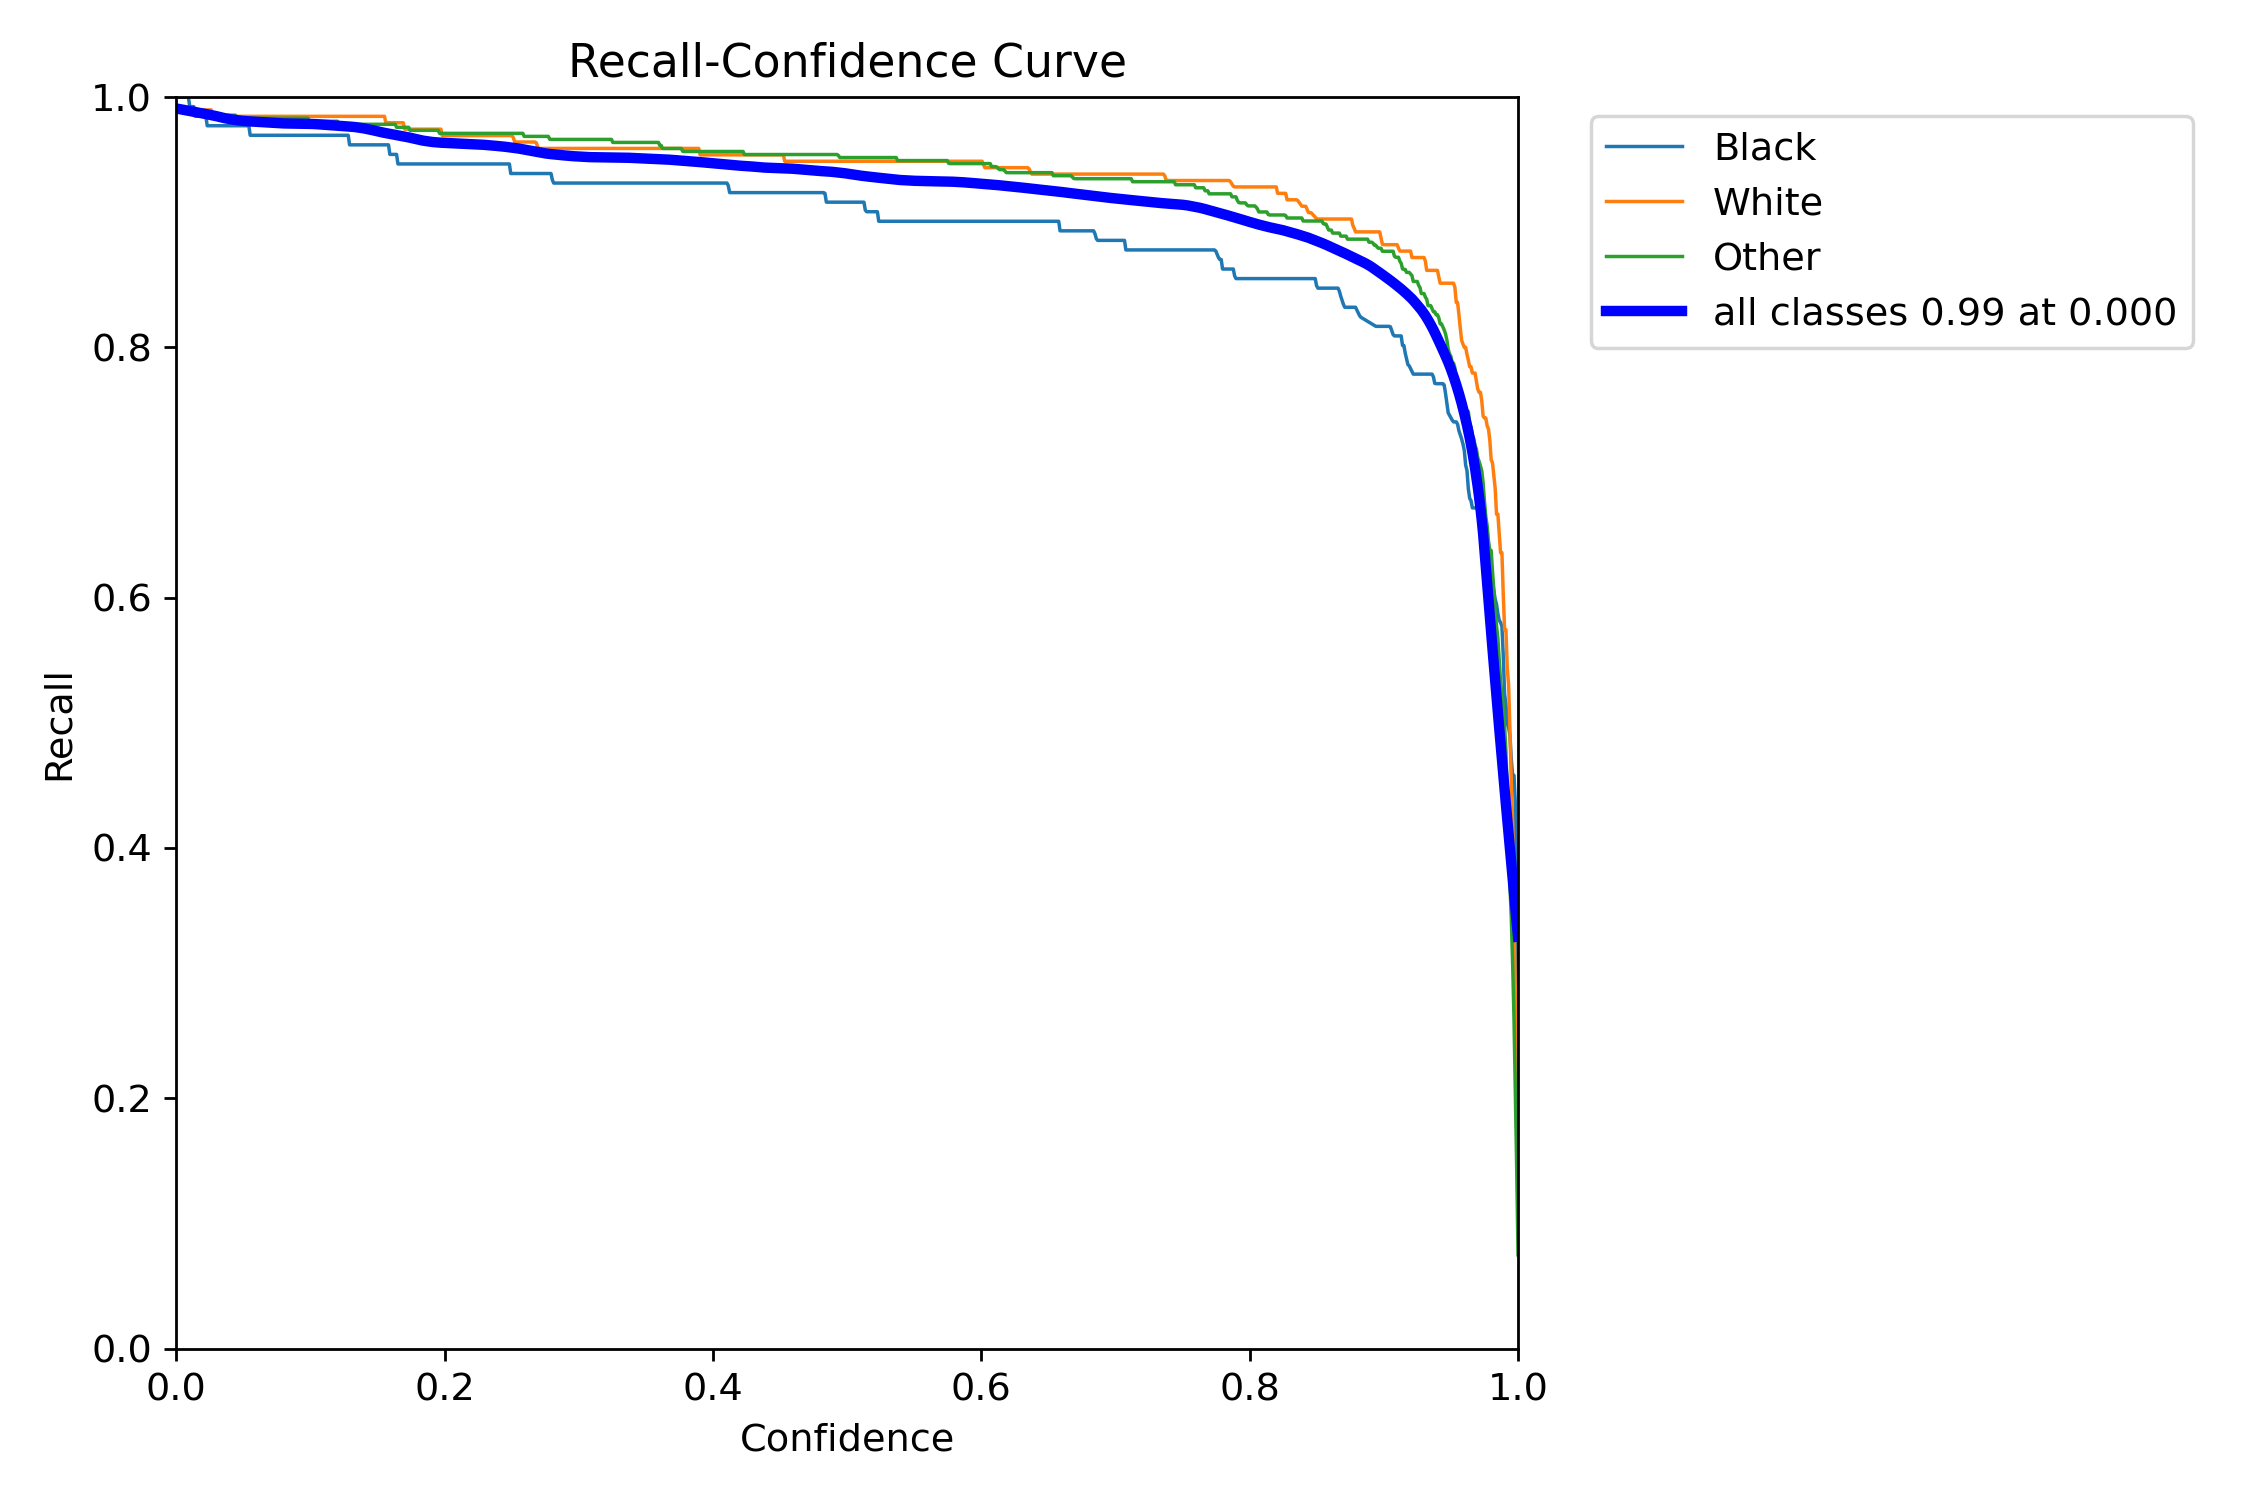 Recall-Confidence Curve
1.0
0.8
0.6
0.4
0.2
0.0
Recall
0.0 0.2 0.4 0.6 0.8 1.0
Confidence
Black
White
Other
all classes 0.99 at 0.000